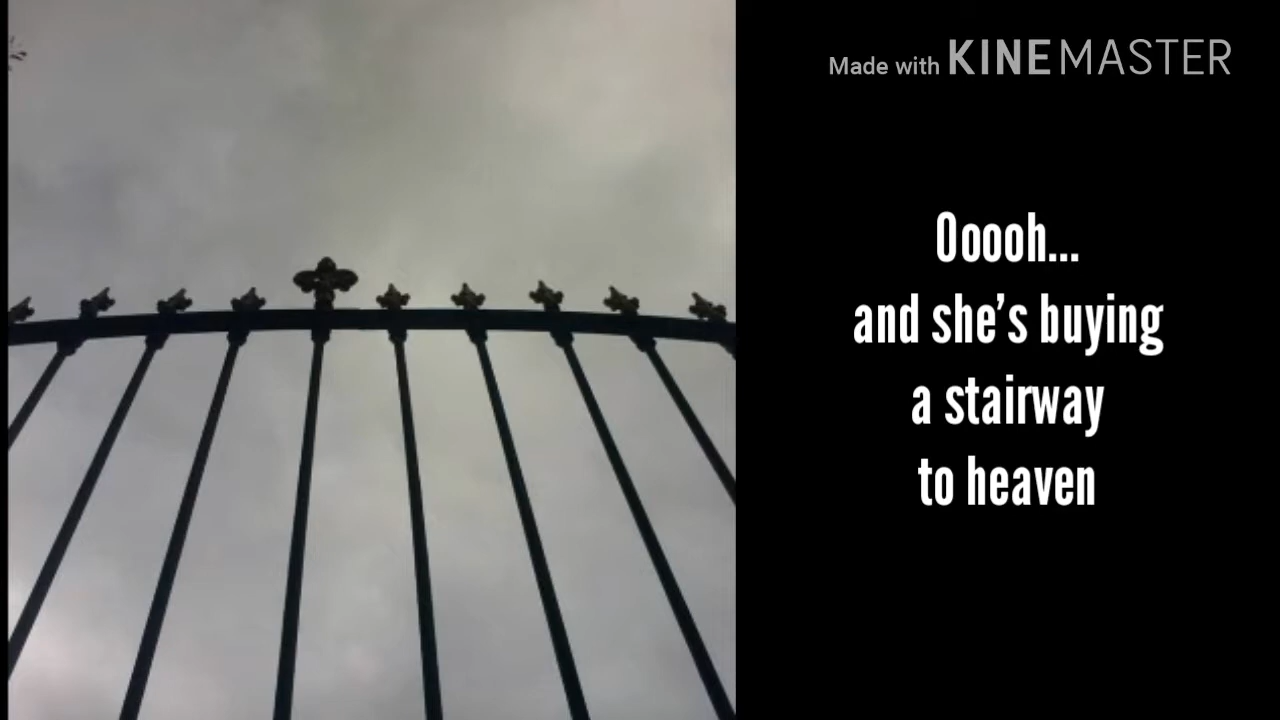 Made with KINEMASTER
Ooooh...
and she's buying
a stairway
to heaven